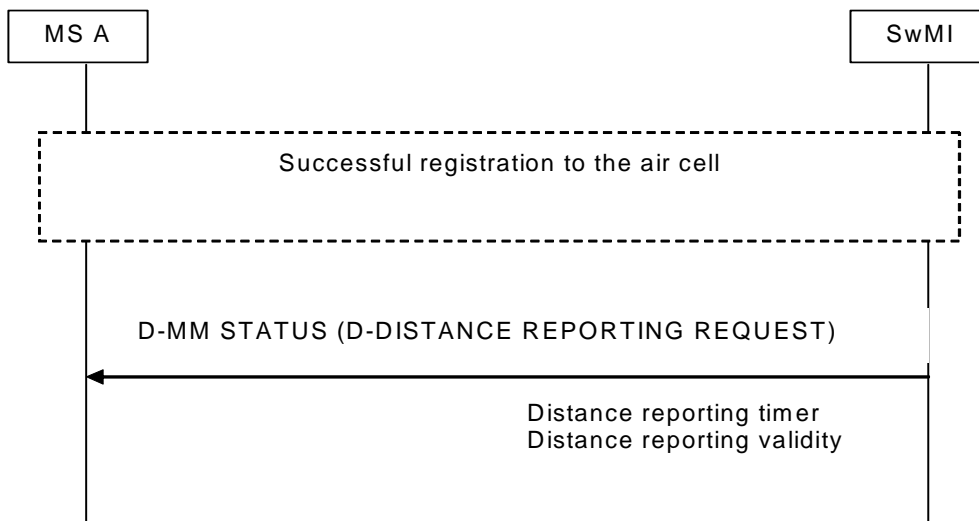 MS A
SwMI
Successful registration to the air cell
D-MM STATUS (D-DISTANCE REPORTING REQUEST)
Distance reporting timer
Distance reporting validity